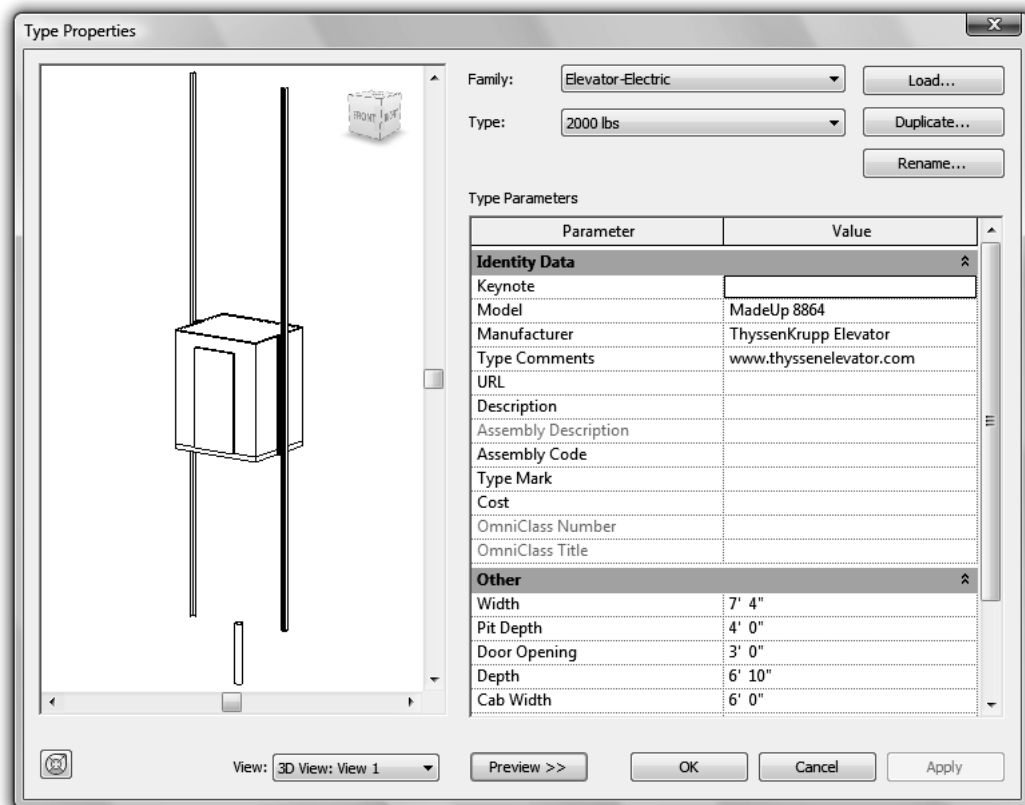 Type Properties
FRONT
Family: Elevator-Electric Load...
Type: 2000 lbs Duplicate...
Rename...
Type Parameters
Parameter Value
Identity Data
Keynote
Model MadeUp 8864
Manufacturer ThyssenKrupp Elevator
Type Comments www.thyssenelevator.com
URL
Description
Assembly Description
Assembly Code
Type Mark
Cost
OmniClass Number
OmniClass Title
Other
Width 7' 4"
Pit Depth 4' 0"
Door Opening 3' 0"
Depth 6' 10"
Cab Width 6' 0"
View: 3D View: View 1 Preview >> OK Cancel Apply